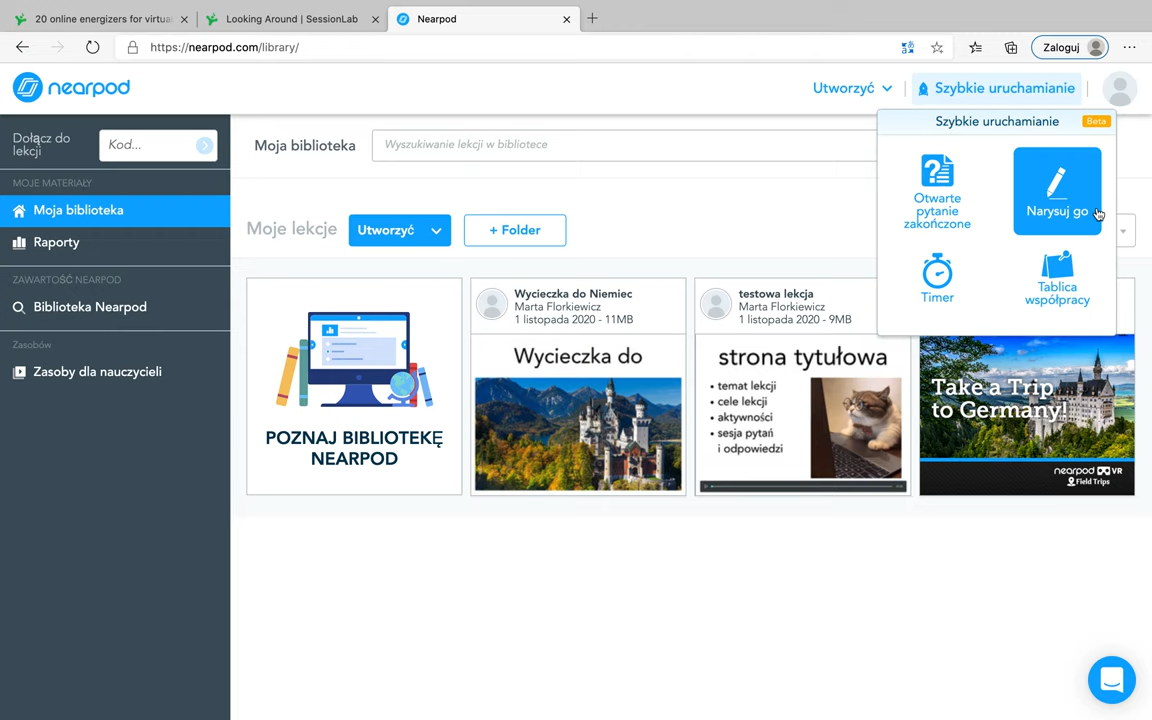 20 online energizers for virtua
Looking Around | SessionLab
Nearpod
https://nearpod.com/library/
Zaloguj
nearpod
Utworzyć
Szybkie uruchamianie
Szybkie uruchamianie
Beta
Otwarte
pytanie
zakończone
Narysuj go
Timer
Tablica
współpracy
Dołącz do
lekcji
Kod...
MOJE MATERIAŁY
Moja biblioteka
Raporty
ZAWARTOŚĆ NEARPOD
Biblioteka Nearpod
Zasobów
Zasoby dla nauczycieli
Moja biblioteka
Wyszukiwanie lekcji w bibliotece
Moje lekcje
Utworzyć
+ Folder
POZNAJ BIBLIOTEKĘ
NEARPOD
Wycieczka do Niemiec
Marta Florkiewicz
1 listopada 2020 - 11MB
Wycieczka do
testowa lekcja
Marta Florkiewicz
1 listopada 2020 - 9MB
strona tytułowa
• temat lekcji
• cele lekcji
• aktywności
• sesja pytań
i odpowiedzi
Take a Trip
to Germany!
nearpod VR
Field Trips